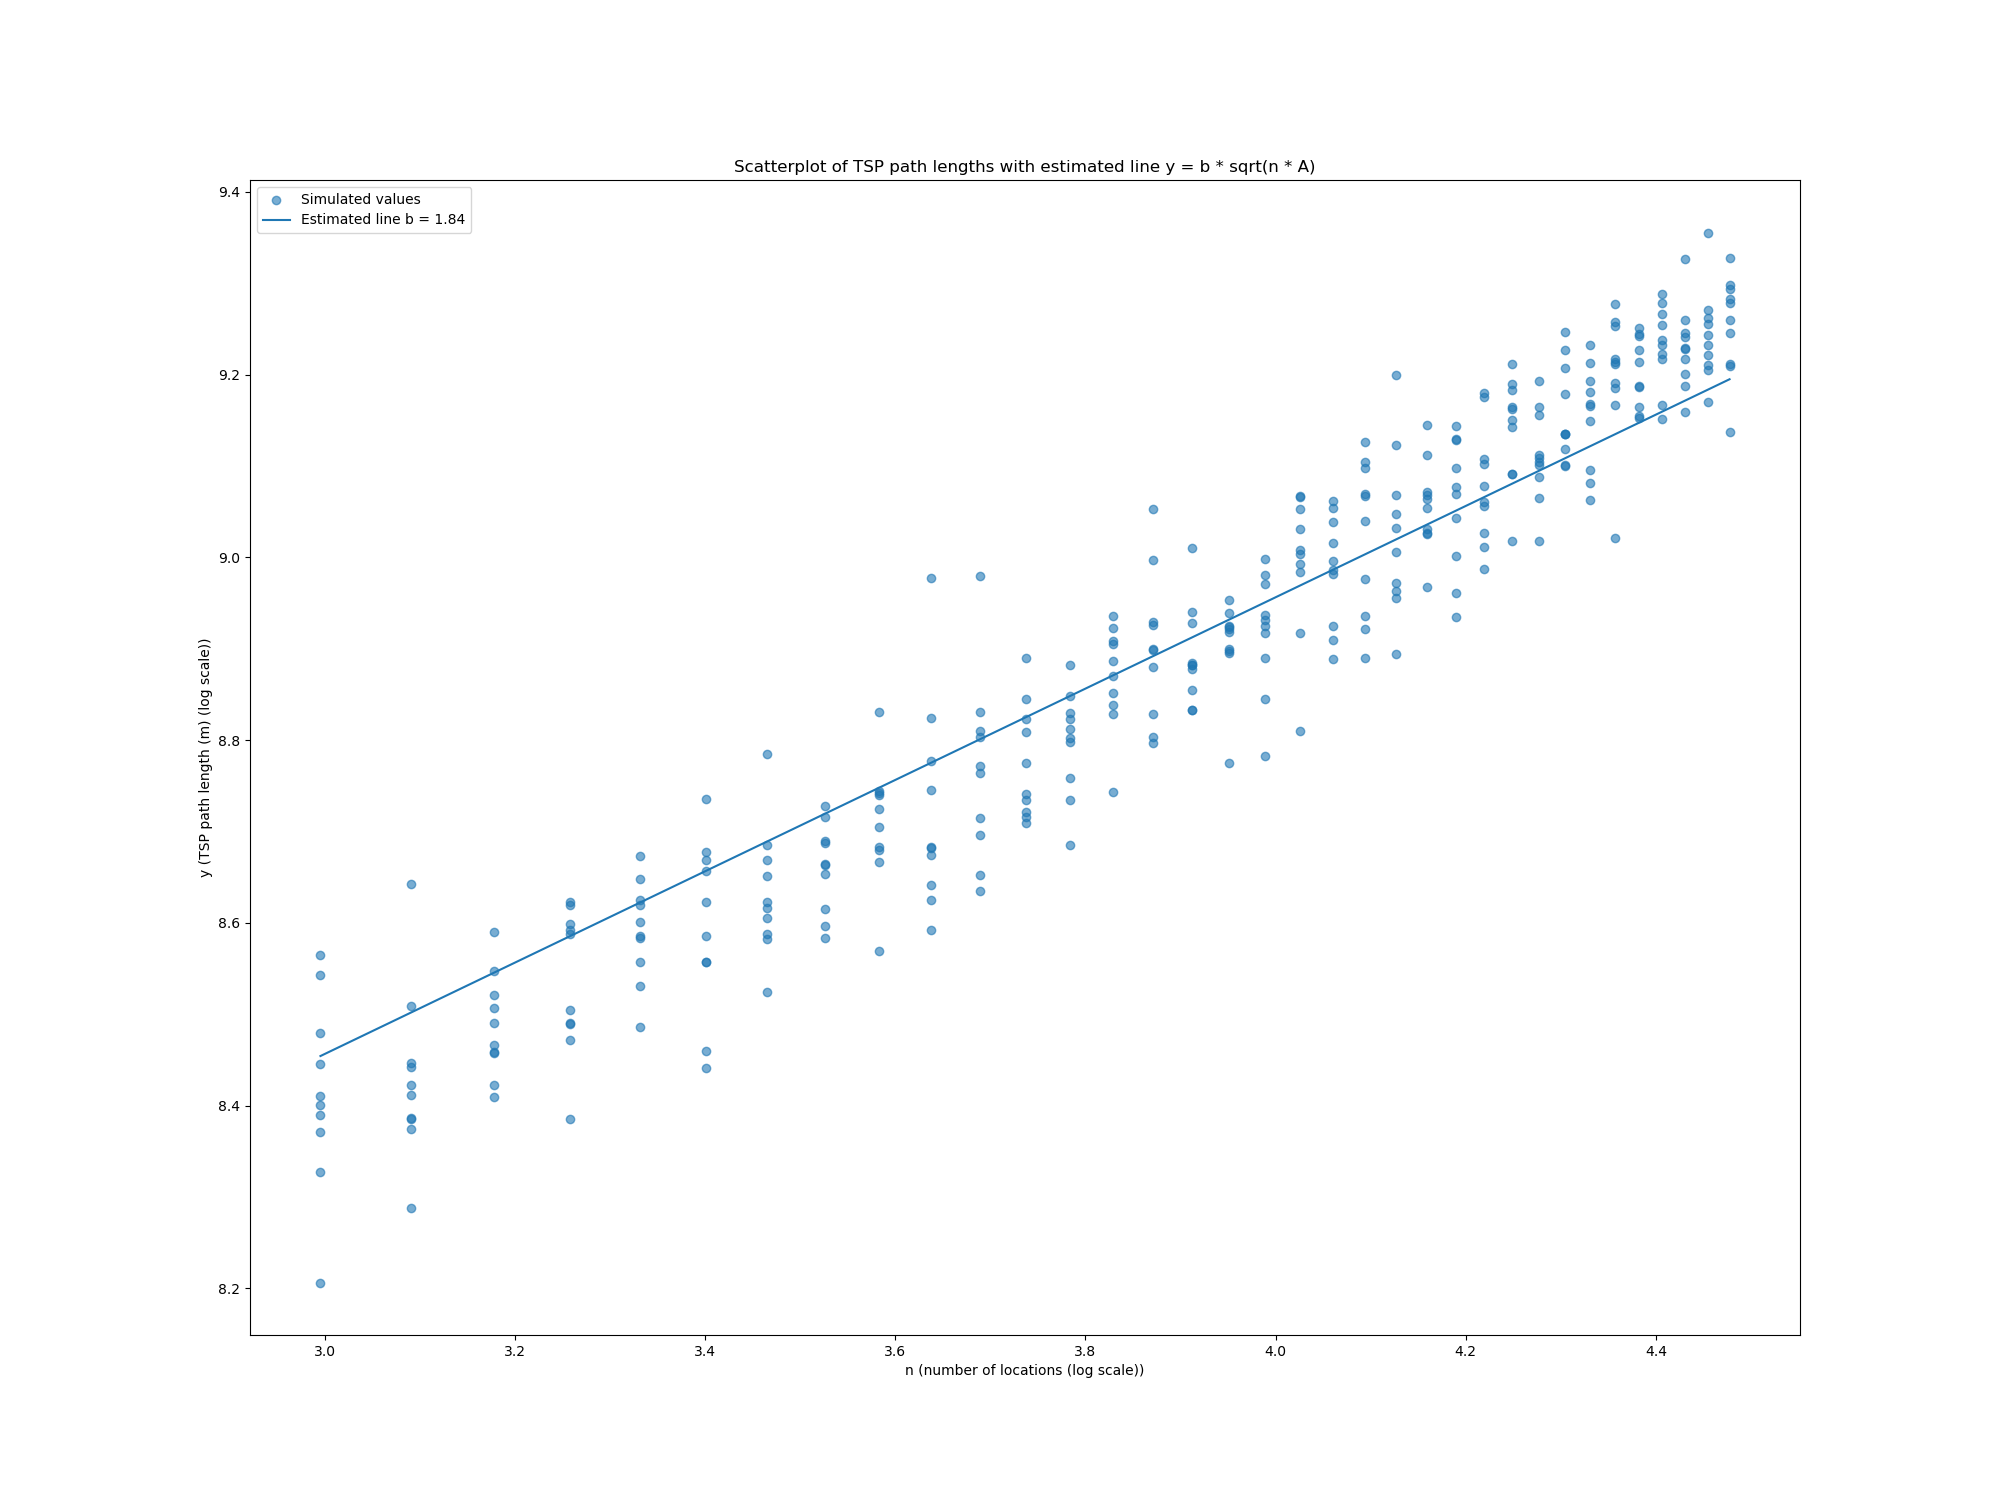 Scatterplot of TSP path lengths with estimated line y = b * sqrt(n * A)
Simulated values
Estimated line b = 1.84
9.4
9.2
9.0
8.8
8.6
8.4
8.2
y (TSP path length (m) (log scale))
3.0 3.2 3.4 3.6 3.8 4.0 4.2 4.4
n (number of locations (log scale))